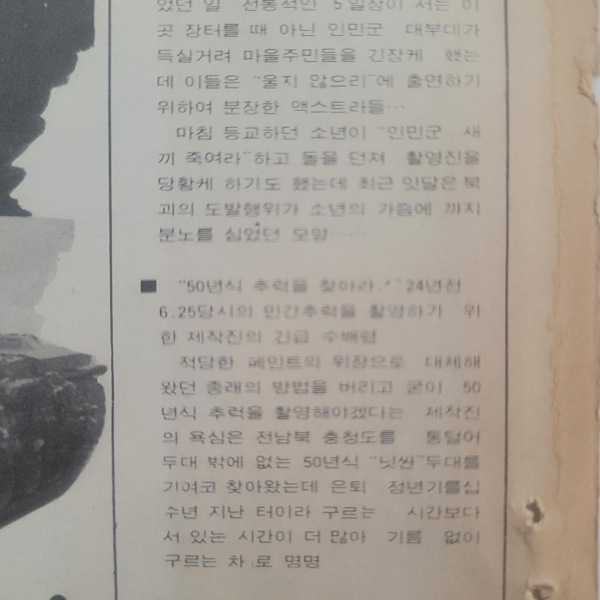 었던 일 전통적인 5일장이 서는 이
곳 장터를 때 아닌 인민군 대부대가
득실거려 마을주민들을 긴장케 했는
데 이들은 "울지 않으리"에 출연하기
위하여 분장한 엑스트라들…
마침 등교하던 소년이 "인민군 새
끼 죽여라"하고 돌을 던져 촬영진을
당황케 하기도 했는데 최근 잇달은 북
괴의 도발행위가 소년의 가슴에 까지
분노를 심었던 모양……
■ "50년식 추럭을 찾아라!" 24년전
6.25당시의 민간추럭을 촬영하기 위
한 제작진의 긴급 수배령
적당한 페인트의 위장으로 대체해
왔던 종래의 방법을 버리고 굳이 50
년식 추럭을 촬영해야겠다는 제작진
의 욕심은 전남북 충청도를 통털어
두대 밖에 없는 50년식 "닛싼"두대를
기여코 찾아왔는데 은퇴 정년기를십
수년 지난 터이라 구르는 시간보다
서 있는 시간이 더 많아 기름 없이
구르는 차 로 명명